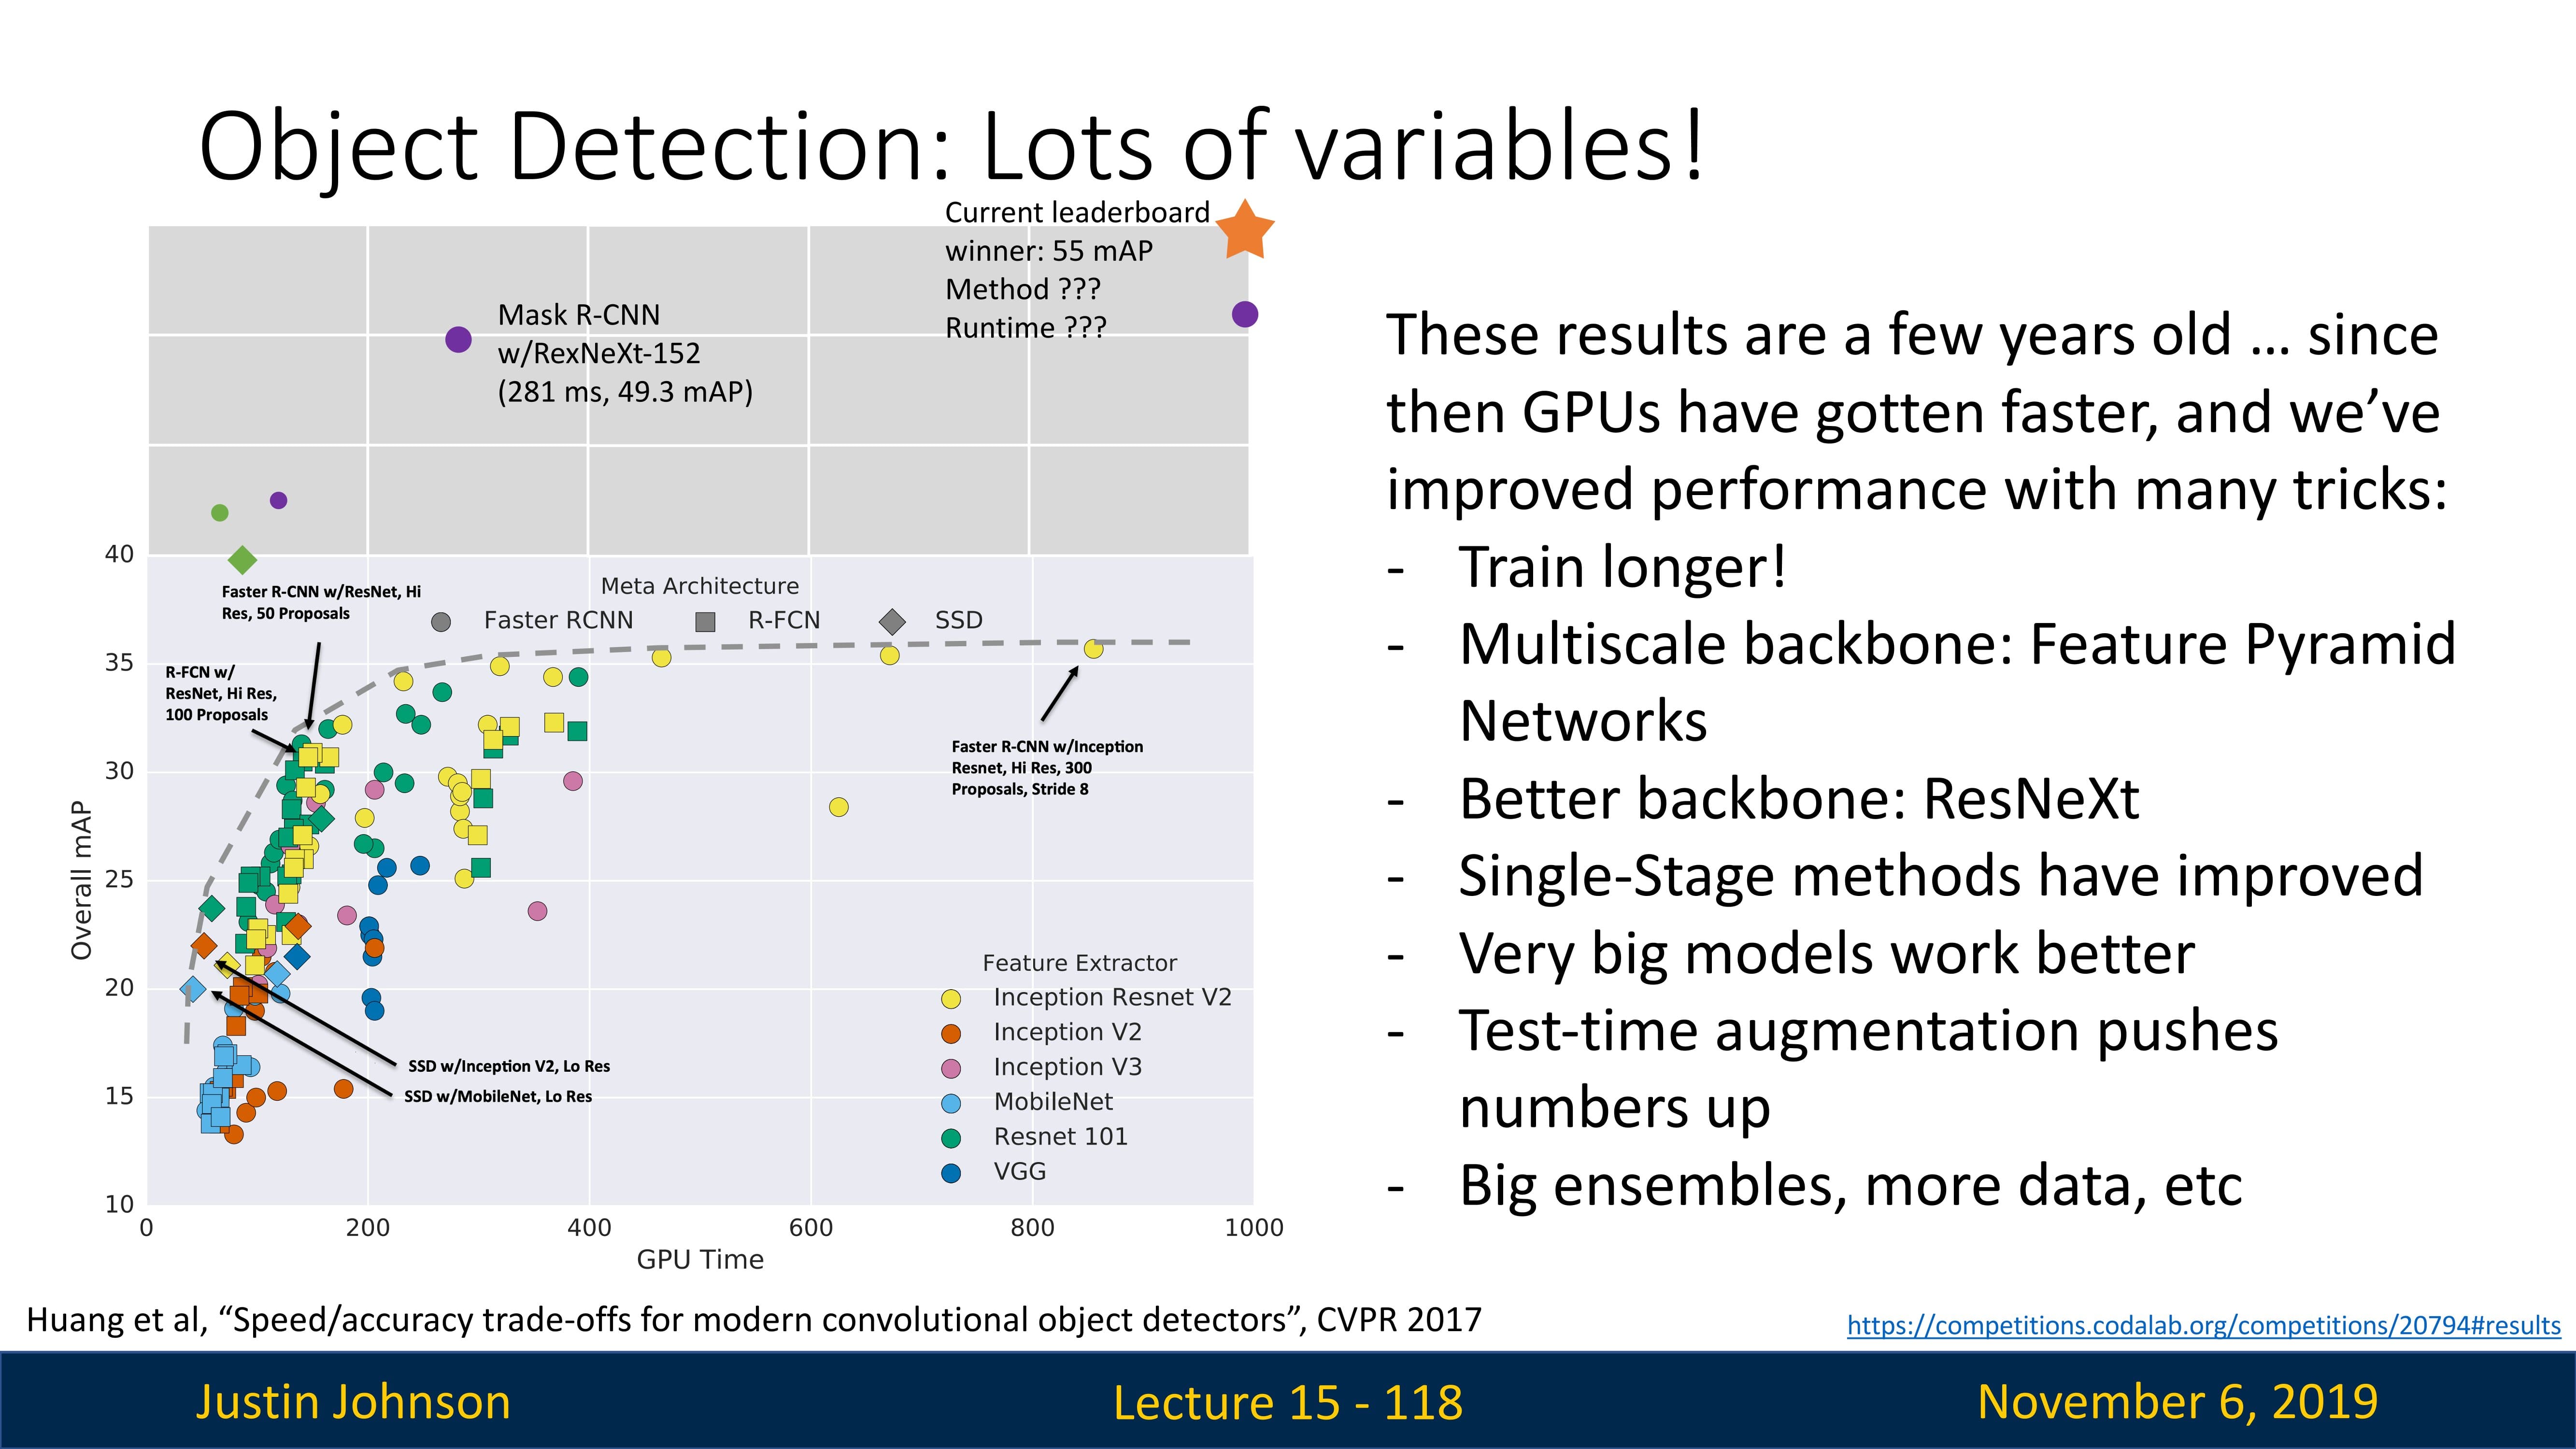 Object Detection: Lots of variables!
Current leaderboard
winner: 55 mAP
Method ???
Runtime ???
Mask R-CNN
w/RexNeXt-152
(281 ms, 49.3 mAP)
40
35
30
25
20
15
10
Overall mAP
Faster R-CNN w/ResNet, Hi
Res, 50 Proposals
Meta Architecture
Faster RCNN
R-FCN
SSD
R-FCN w/
ResNet, Hi Res,
100 Proposals
Faster R-CNN w/Inception
Resnet, Hi Res, 300
Proposals, Stride 8
SSD w/Inception V2, Lo Res
SSD w/MobileNet, Lo Res
Feature Extractor
Inception Resnet V2
Inception V2
Inception V3
MobileNet
Resnet 101
VGG
0
200
400
600
800
1000
GPU Time
These results are a few years old … since
then GPUs have gotten faster, and we’ve
improved performance with many tricks:
- Train longer!
- Multiscale backbone: Feature Pyramid
Networks
- Better backbone: ResNeXt
- Single-Stage methods have improved
- Very big models work better
- Test-time augmentation pushes
numbers up
- Big ensembles, more data, etc
Huang et al, “Speed/accuracy trade-offs for modern convolutional object detectors”, CVPR 2017
https://competitions.codalab.org/competitions/20794#results
Justin Johnson
Lecture 15 - 118
November 6, 2019